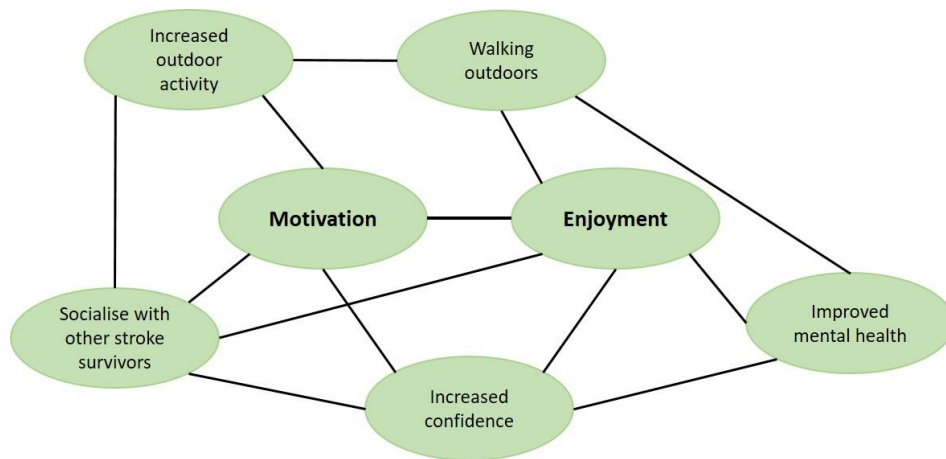 Increased
outdoor
activity
Walking
outdoors
Motivation
Enjoyment
Socialise with
other stroke
survivors
Improved
mental health
Increased
confidence